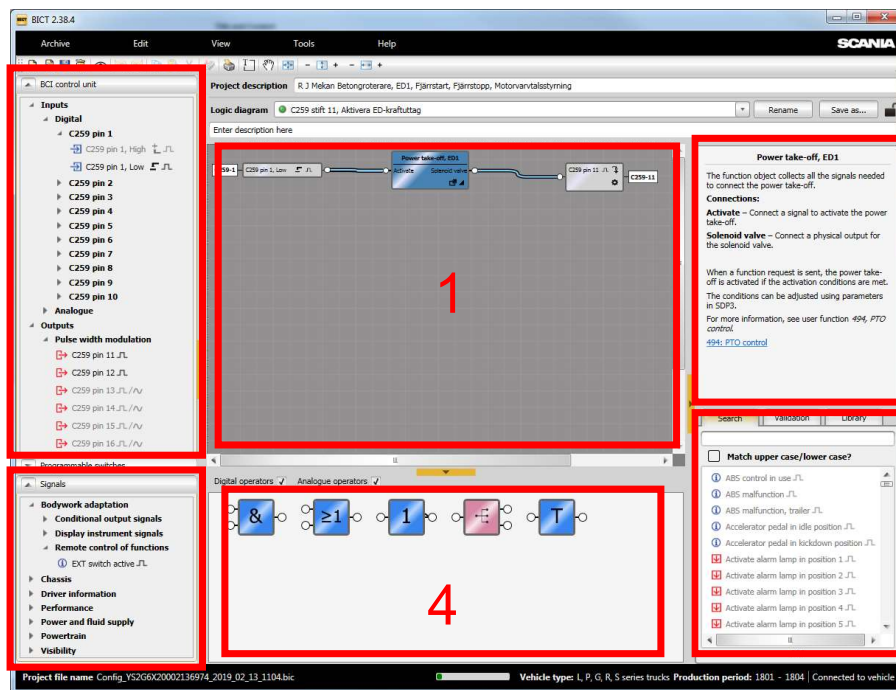 BICT 2.38.4
Archive Edit View Tools Help
SCANIA
BCI control unit
Inputs
Digital
C259 pin 1
C259 pin 1, High
C259 pin 1, Low
C259 pin 2
C259 pin 3
C259 pin 4
C259 pin 5
C259 pin 6
C259 pin 7
C259 pin 8
C259 pin 9
C259 pin 10
Analogue
Outputs
Pulse width modulation
C259 pin 11
C259 pin 12
C259 pin 13
C259 pin 14
C259 pin 15
C259 pin 16
Programmable switches
Signals
Bodywork adaptation
Conditional output signals
Display instrument signals
Remote control of functions
EXT switch active
Chassis
Driver information
Performance
Power and fluid supply
Powertrain
Visibility
Project description R J Mekan Betongroterare, ED1, Fjärrstart, Fjärrstopp, Motorvarvtalsstyrning
Logic diagram C259 stift 11, Aktivera ED-kraftuttag Rename Save as...
Enter description here
C259 pin 1, Low
Power take-off, ED1
Activate Solenoid valve
C259 pin 11
C259-11
1
Digital operators Analogue operators
& ≥1 1 T
4
Power take-off, ED1
The function object collects all the signals needed
to connect the power take-off.
Connections:
Activate – Connect a signal to activate the power
take-off.
Solenoid valve – Connect a physical output for
the solenoid valve.
When a function request is sent, the power take-
off is activated if the activation conditions are met.
The conditions can be adjusted using parameters
in SDP3.
For more information, see user function 494, PTO
control.
494: PTO control
Search Validation Library
Match upper case/lower case?
ABS control in use
ABS malfunction
ABS malfunction, trailer
Accelerator pedal in idle position
Accelerator pedal in kickdown position
Activate alarm lamp in position 1
Activate alarm lamp in position 2
Activate alarm lamp in position 3
Activate alarm lamp in position 4
Activate alarm lamp in position 5
Project file name Config_YS2G6X20002136974_2019_02_13_1104.bic
Vehicle type: L, P, G, R, S series trucks Production period: 1801 - 1804 Connected to vehicle